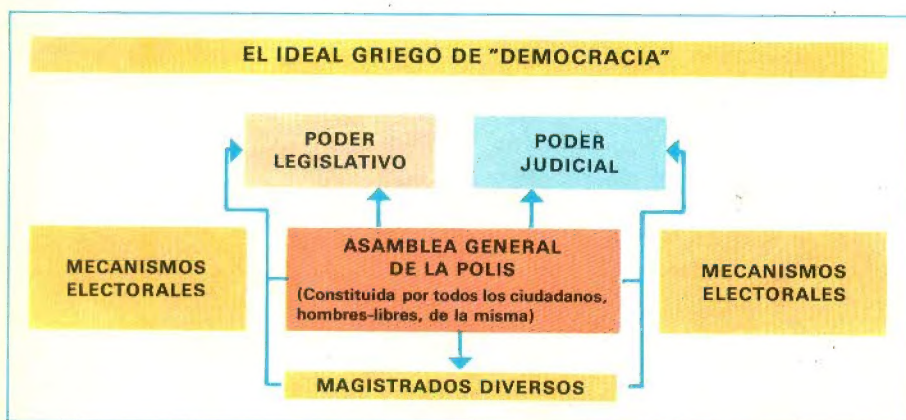 EL IDEAL GRIEGO DE "DEMOCRACIA"
PODER
LEGISLATIVO
PODER
JUDICIAL
MECANISMOS
ELECTORALES
ASAMBLEA GENERAL
DE LA POLIS
(Constituida por todos los ciudadanos,
hombres-libres, de la misma)
MECANISMOS
ELECTORALES
MAGISTRADOS DIVERSOS